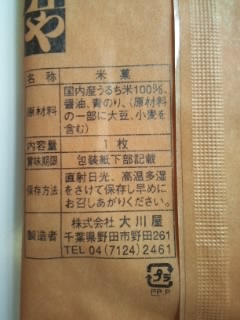 や
名称 米菓
原材料 国内産うるち米100%、
醤油、青のり、(原材料
の一部に大豆、小麦を
含む)
内容量 1枚
賞味期限 包装紙下部記載
保存方法 直射日光、高温多湿
をさけて保存し早めに
お召しあがりください。
製造者 株式会社 大川屋
千葉県野田市野田261
TEL 04(7124)2461
プラ
PP,P